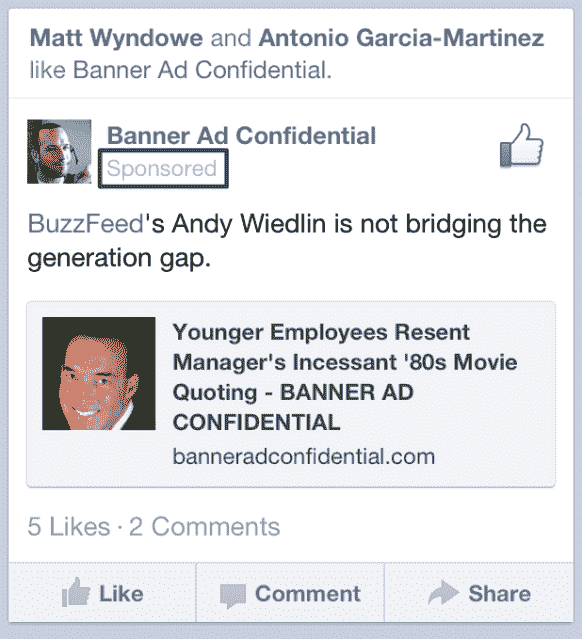 Matt Wyndowe and Antonio Garcia-Martinez
like Banner Ad Confidential.
Banner Ad Confidential
Sponsored
BuzzFeed's Andy Wiedlin is not bridging the
generation gap.
Younger Employees Resent
Manager's Incessant '80s Movie
Quoting - BANNER AD
CONFIDENTIAL
banneradconfidential.com
5 Likes · 2 Comments
Like Comment Share